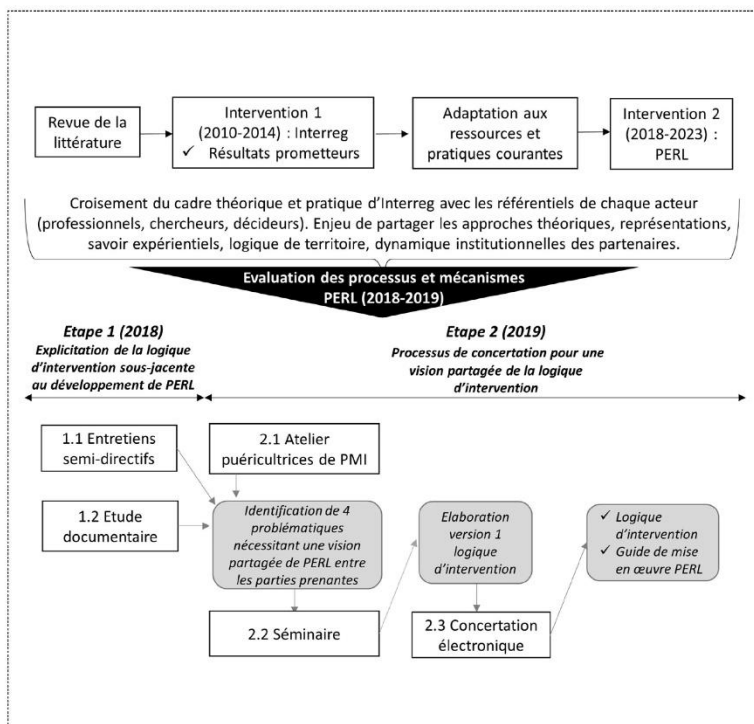 Revue de la
littérature
Intervention 1
(2010-2014) : Interreg
✓ Résultats prometteurs
Adaptation aux
ressources et
pratiques courantes
Intervention 2
(2018-2023) :
PERL
Croisement du cadre théorique et pratique d'Interreg avec les référentiels de chaque acteur
(professionnels, chercheurs, décideurs). Enjeu de partager les approches théoriques, représentations,
savoir expérientiels, logique de territoire, dynamique institutionnelles des partenaires.
Evaluation des processus et mécanismes
PERL (2018-2019)
Etape 1 (2018)
Explicitation de la logique
d'intervention sous-jacente
au développement de PERL
Etape 2 (2019)
Processus de concertation pour une
vision partagée de la logique
d'intervention
1.1 Entretiens
semi-directifs
2.1 Atelier
puéricultrices de PMI
1.2 Etude
documentaire
Identification de 4
problématiques
nécessitant une vision
partagée de PERL entre
les parties prenantes
Elaboration
version 1
logique
d'intervention
✓ Logique
d'intervention
✓ Guide de mise
en œuvre PERL
2.2 Séminaire
2.3 Concertation
électronique